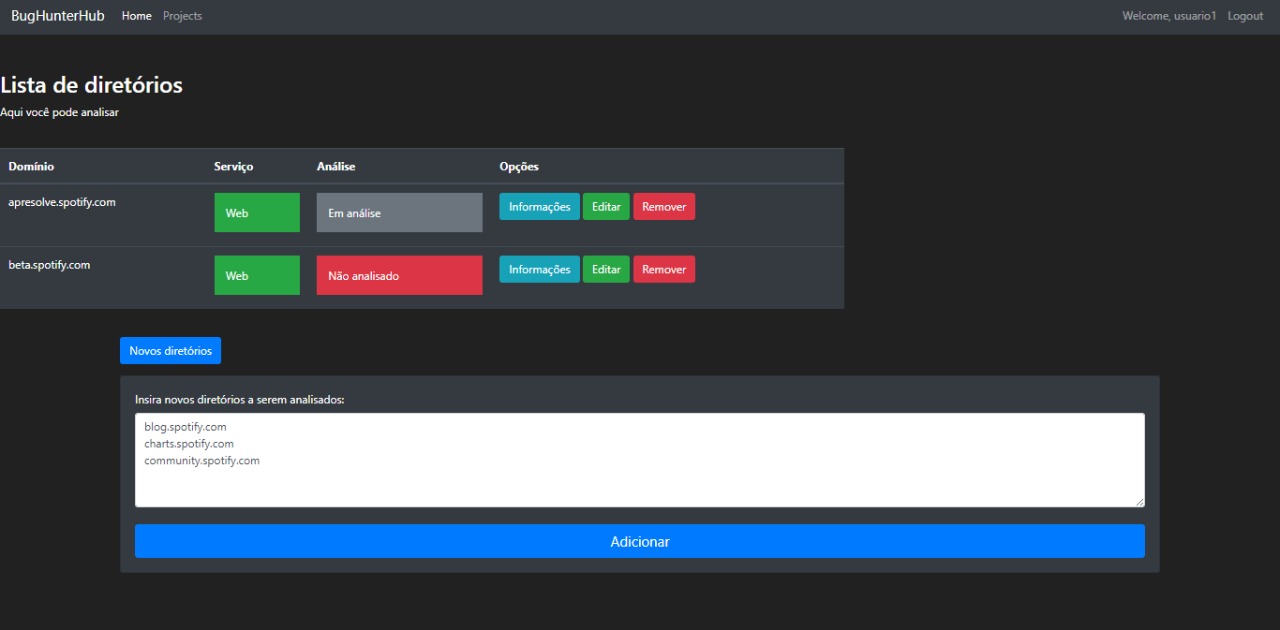 BugHunterHub Home Projects Welcome, usuario1 Logout
Lista de diretórios
Aqui você pode analisar
Domínio Serviço Análise Opções
apresolve.spotify.com Web Em análise Informações Editar Remover
beta.spotify.com Web Não analisado Informações Editar Remover
Novos diretórios
Insira novos diretórios a serem analisados:
blog.spotify.com
charts.spotify.com
community.spotify.com
Adicionar